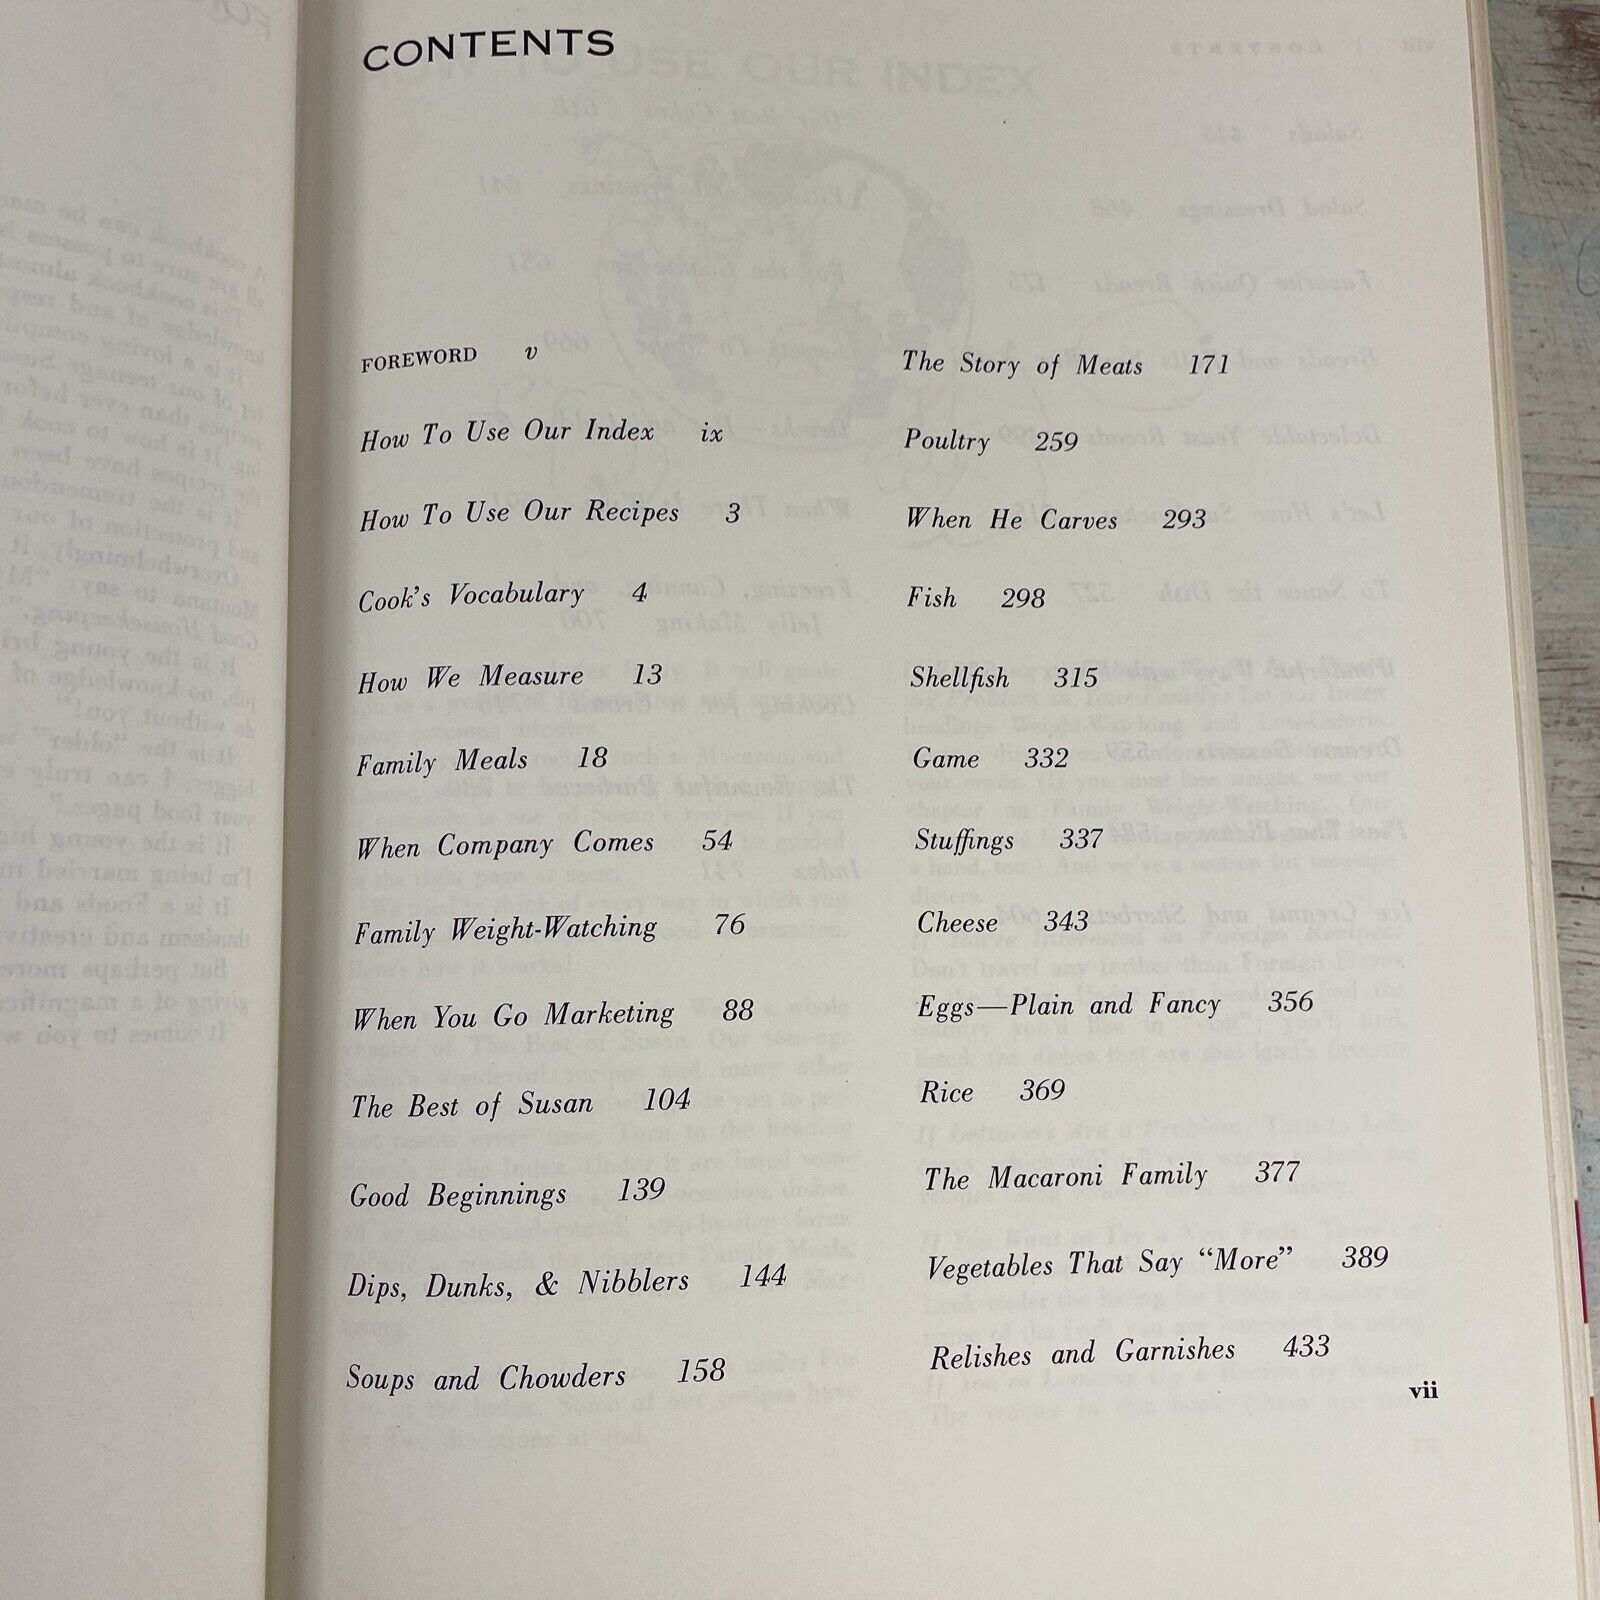 CONTENTS
FOREWORD v
How To Use Our Index ix
How To Use Our Recipes 3
Cook's Vocabulary 4
How We Measure 13
Family Meals 18
When Company Comes 54
Family Weight-Watching 76
When You Go Marketing 88
The Best of Susan 104
Good Beginnings 139
Dips, Dunks, & Nibblers 144
Soups and Chowders 158
The Story of Meats 171
Poultry 259
When He Carves 293
Fish 298
Shellfish 315
Game 332
Stuffings 337
Cheese 343
Eggs—Plain and Fancy 356
Rice 369
The Macaroni Family 377
Vegetables That Say "More" 389
Relishes and Garnishes 433
vii